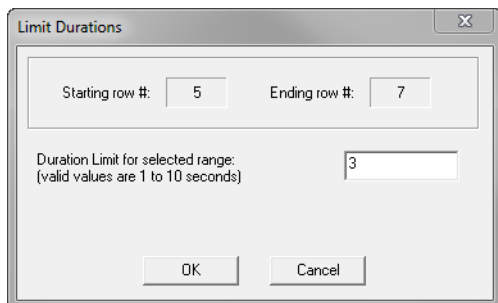 Limit Durations
Starting row #: 5 Ending row #: 7
Duration Limit for selected range: 3
(valid values are 1 to 10 seconds)
OK Cancel